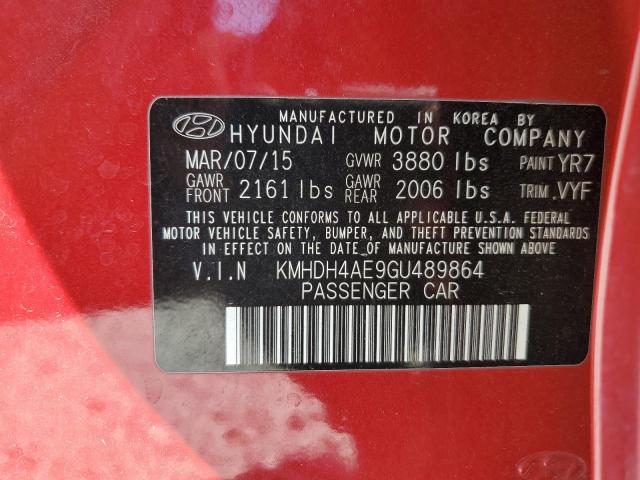 MANUFACTURED IN KOREA BY
HYUNDAI MOTOR COMPANY
MAR/07/15 GVWR 3880 lbs PAINT YR7
GAWR FRONT 2161 lbs GAWR REAR 2006 lbs TRIM .VYF
THIS VEHICLE CONFORMS TO ALL APPLICABLE U.S.A. FEDERAL
MOTOR VEHICLE SAFETY, BUMPER, AND THEFT PREVENTION STANDARDS
IN EFFECT ON THE DATE OF MANUFACTURE SHOWN ABOVE
V.I.N KMHDH4AE9GU489864
PASSENGER CAR